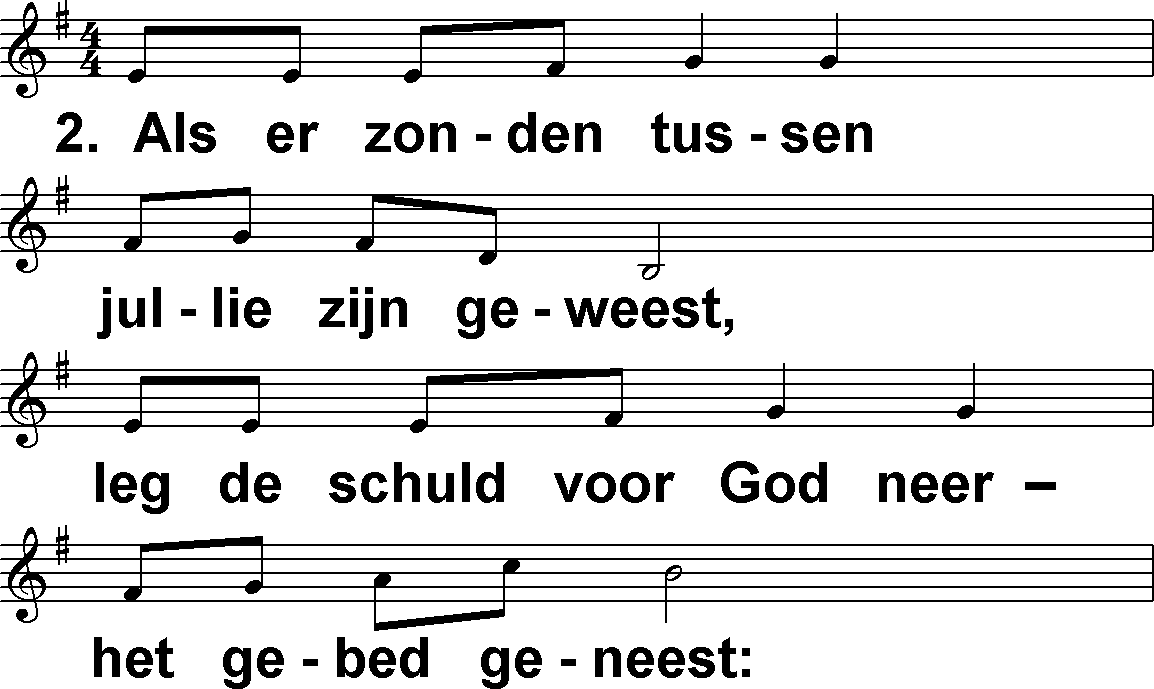 2. Als er zon - den tus - sen
jul - lie zijn ge - weest,
leg de schuld voor God neer –
het ge - bed ge - neest: